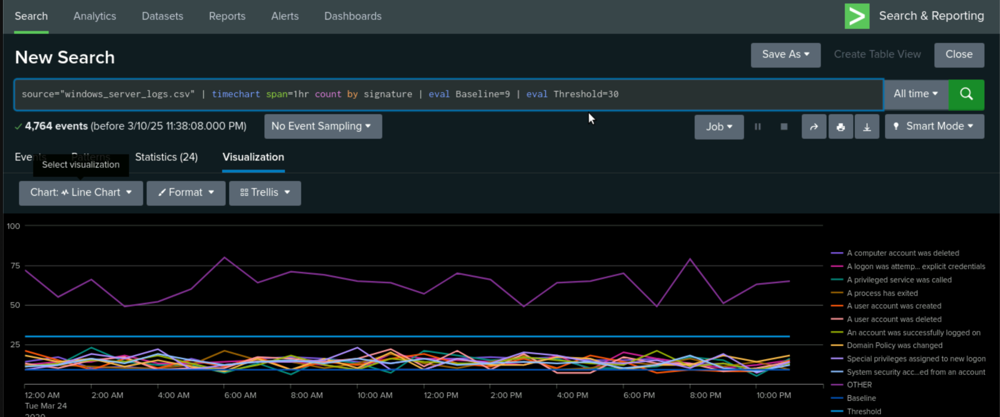 Search Analytics Datasets Reports Alerts Dashboards > Search & Reporting
New Search Save As Create Table View Close
source="windows_server_logs.csv" | timechart span=1hr count by signature | eval Baseline=9 | eval Threshold=30 All time
4,764 events (before 3/10/25 11:38:08.000 PM) No Event Sampling Job Smart Mode
Events Patterns Statistics (24) Visualization
Select visualization
Chart: Line Chart Format Trellis
100
75
50
25
12:00 AM 2:00 AM 4:00 AM 6:00 AM 8:00 AM 10:00 AM 12:00 PM 2:00 PM 4:00 PM 6:00 PM 8:00 PM 10:00 PM
Tue Mar 24
2020
A computer account was deleted
A logon was attemp... explicit credentials
A privileged service was called
A process has exited
A user account was created
A user account was deleted
An account was successfully logged on
Domain Policy was changed
Special privileges assigned to new logon
System security acc...ed from an account
OTHER
Baseline
Threshold